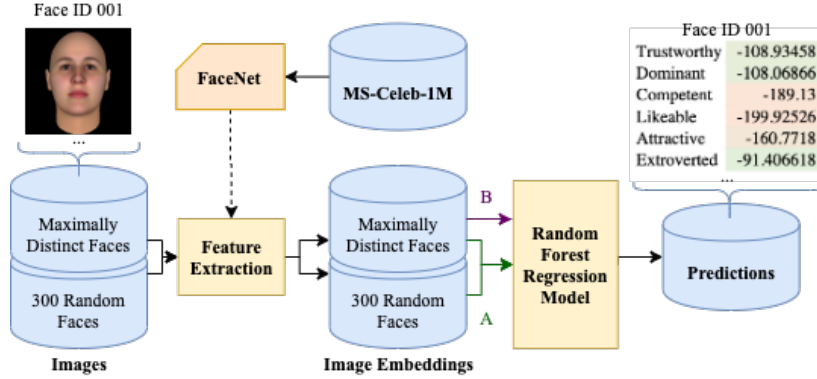 Face ID 001
...
Maximally
Distinct Faces
300 Random
Faces
Images
FaceNet
MS-Celeb-1M
Feature
Extraction
Maximally
Distinct Faces
300 Random
Faces
Image Embeddings
B
A
Random
Forest
Regression
Model
Face ID 001
Trustworthy -108.93458
Dominant -108.06866
Competent -189.13
Likeable -199.92526
Attractive -160.7718
Extroverted -91.406618
...
Predictions